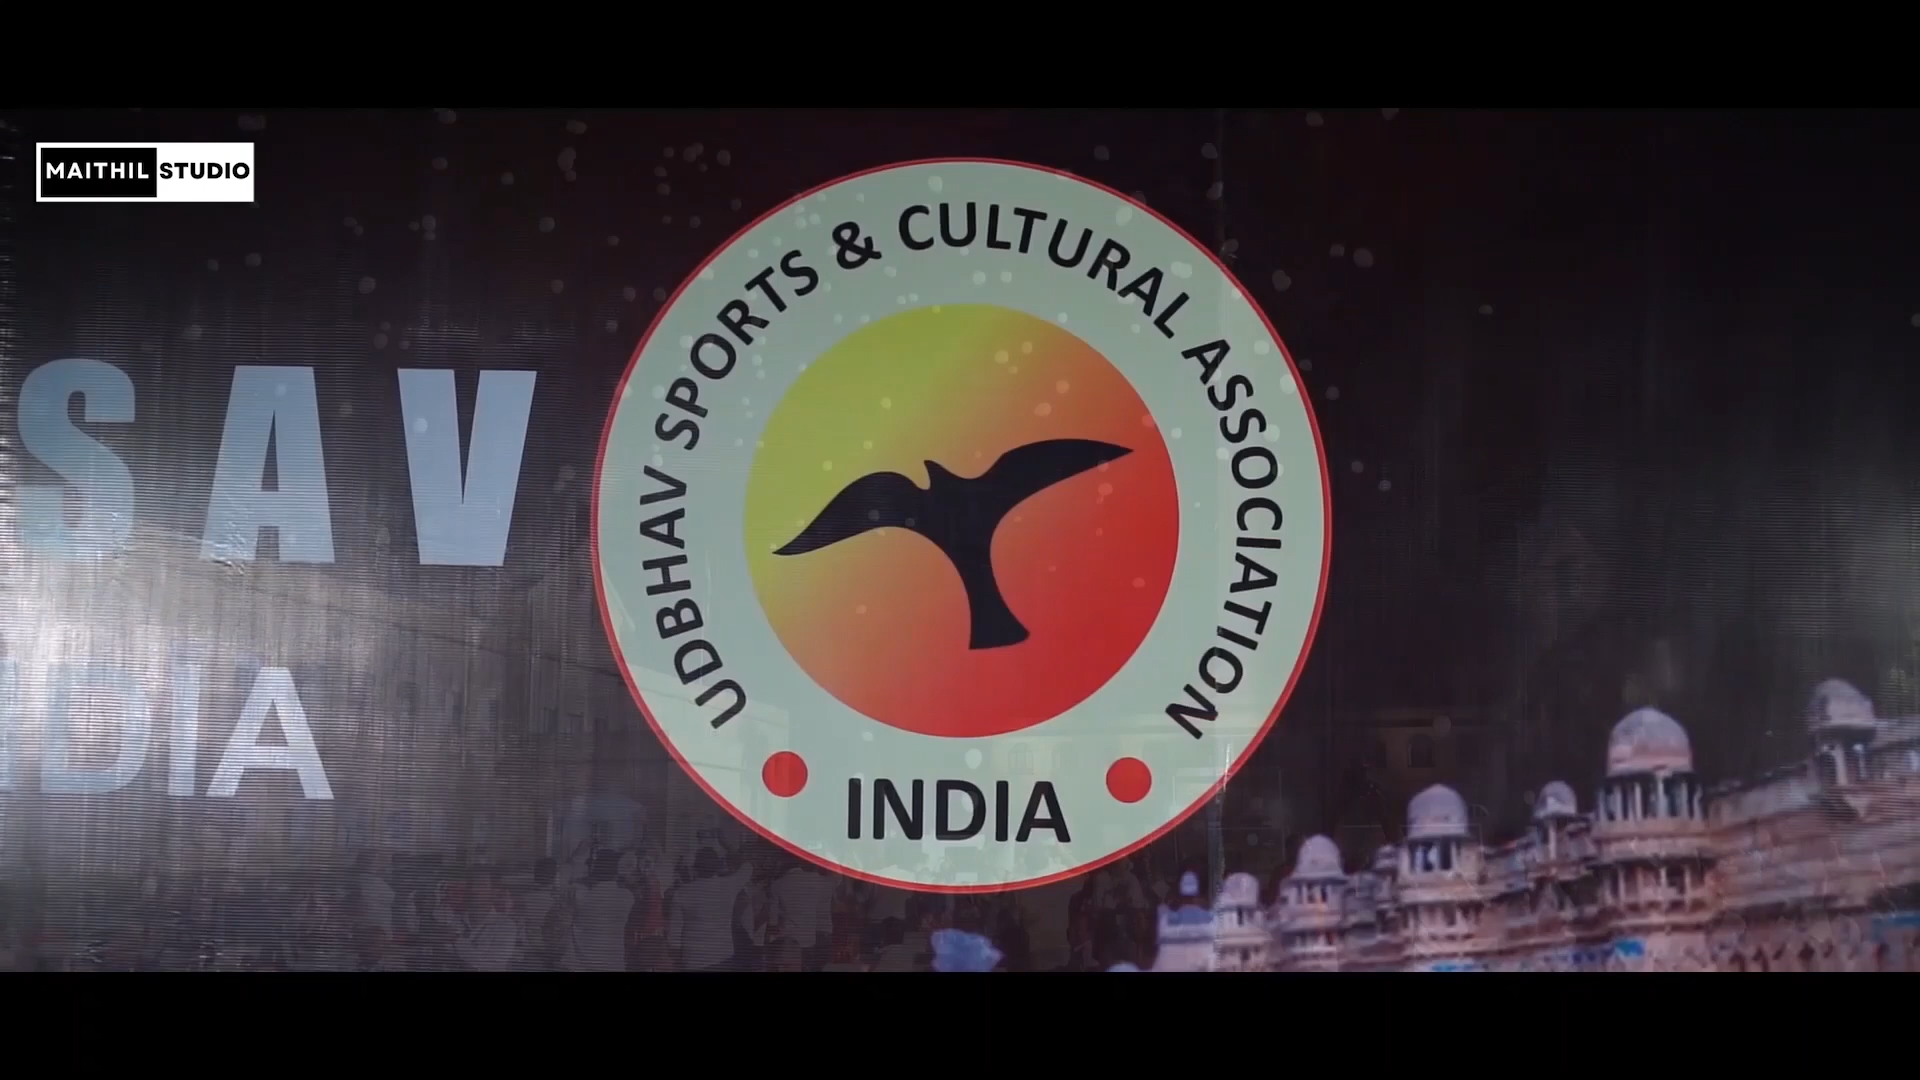 MAITHIL STUDIO
SAV
UDBHAV SPORTS & CULTURAL ASSOCIATION
INDIA
DIA